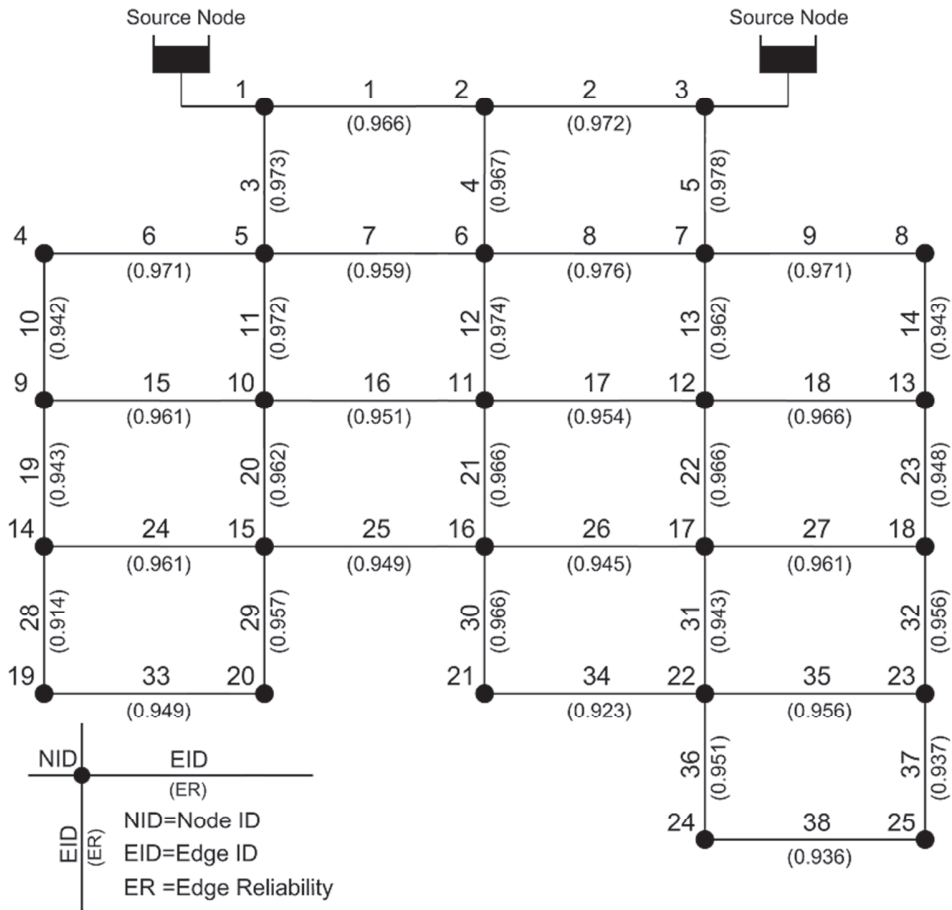 Source Node Source Node
1 1 2 2 3
(0.966) (0.972)
3 (0.973) 4 (0.967) 5 (0.978)
4 6 5 7 6 8 7 9 8
(0.971) (0.959) (0.976) (0.971)
10 (0.942) 11 (0.972) 12 (0.974) 13 (0.962) 14 (0.943)
9 15 10 16 11 17 12 18 13
(0.961) (0.951) (0.954) (0.966)
19 (0.943) 20 (0.962) 21 (0.966) 22 (0.966) 23 (0.948)
14 24 15 25 16 26 17 27 18
(0.961) (0.949) (0.945) (0.961)
28 (0.914) 29 (0.957) 30 (0.966) 31 (0.943) 32 (0.956)
19 33 20 21 34 22 35 23
(0.949) (0.923) (0.956)
36 (0.951) 37 (0.937)
24 38 25
(0.936)
NID EID
(ER)
EID (ER)
NID=Node ID
EID=Edge ID
ER =Edge Reliability